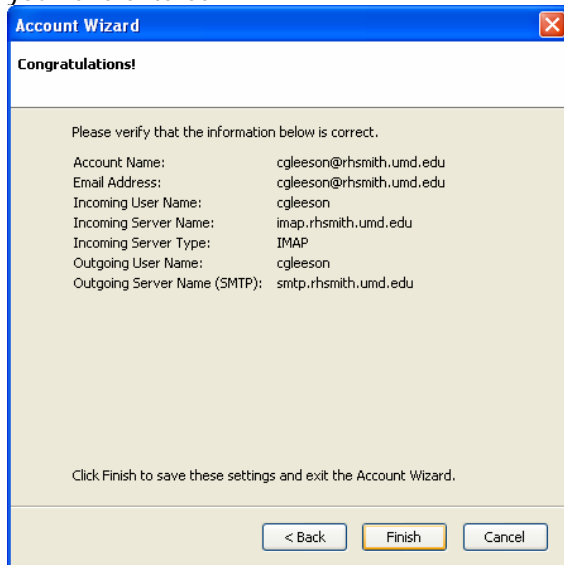 Account Wizard
Congratulations!
Please verify that the information below is correct.
Account Name: cgleeson@rhsmith.umd.edu
Email Address: cgleeson@rhsmith.umd.edu
Incoming User Name: cgleeson
Incoming Server Name: imap.rhsmith.umd.edu
Incoming Server Type: IMAP
Outgoing User Name: cgleeson
Outgoing Server Name (SMTP): smtp.rhsmith.umd.edu
Click Finish to save these settings and exit the Account Wizard.
< Back Finish Cancel